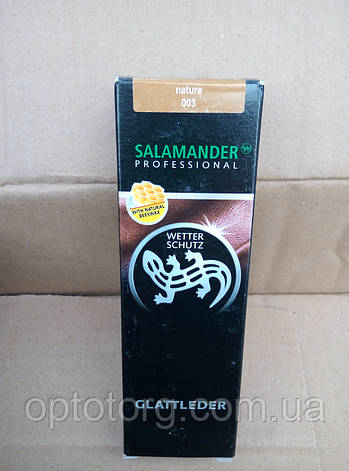 nature
003
SALAMANDER
PROFESSIONAL
WITH NATURAL
BEESWAX
WETTER
SCHUTZ
GLATTLEDER
optotorg.com.ua